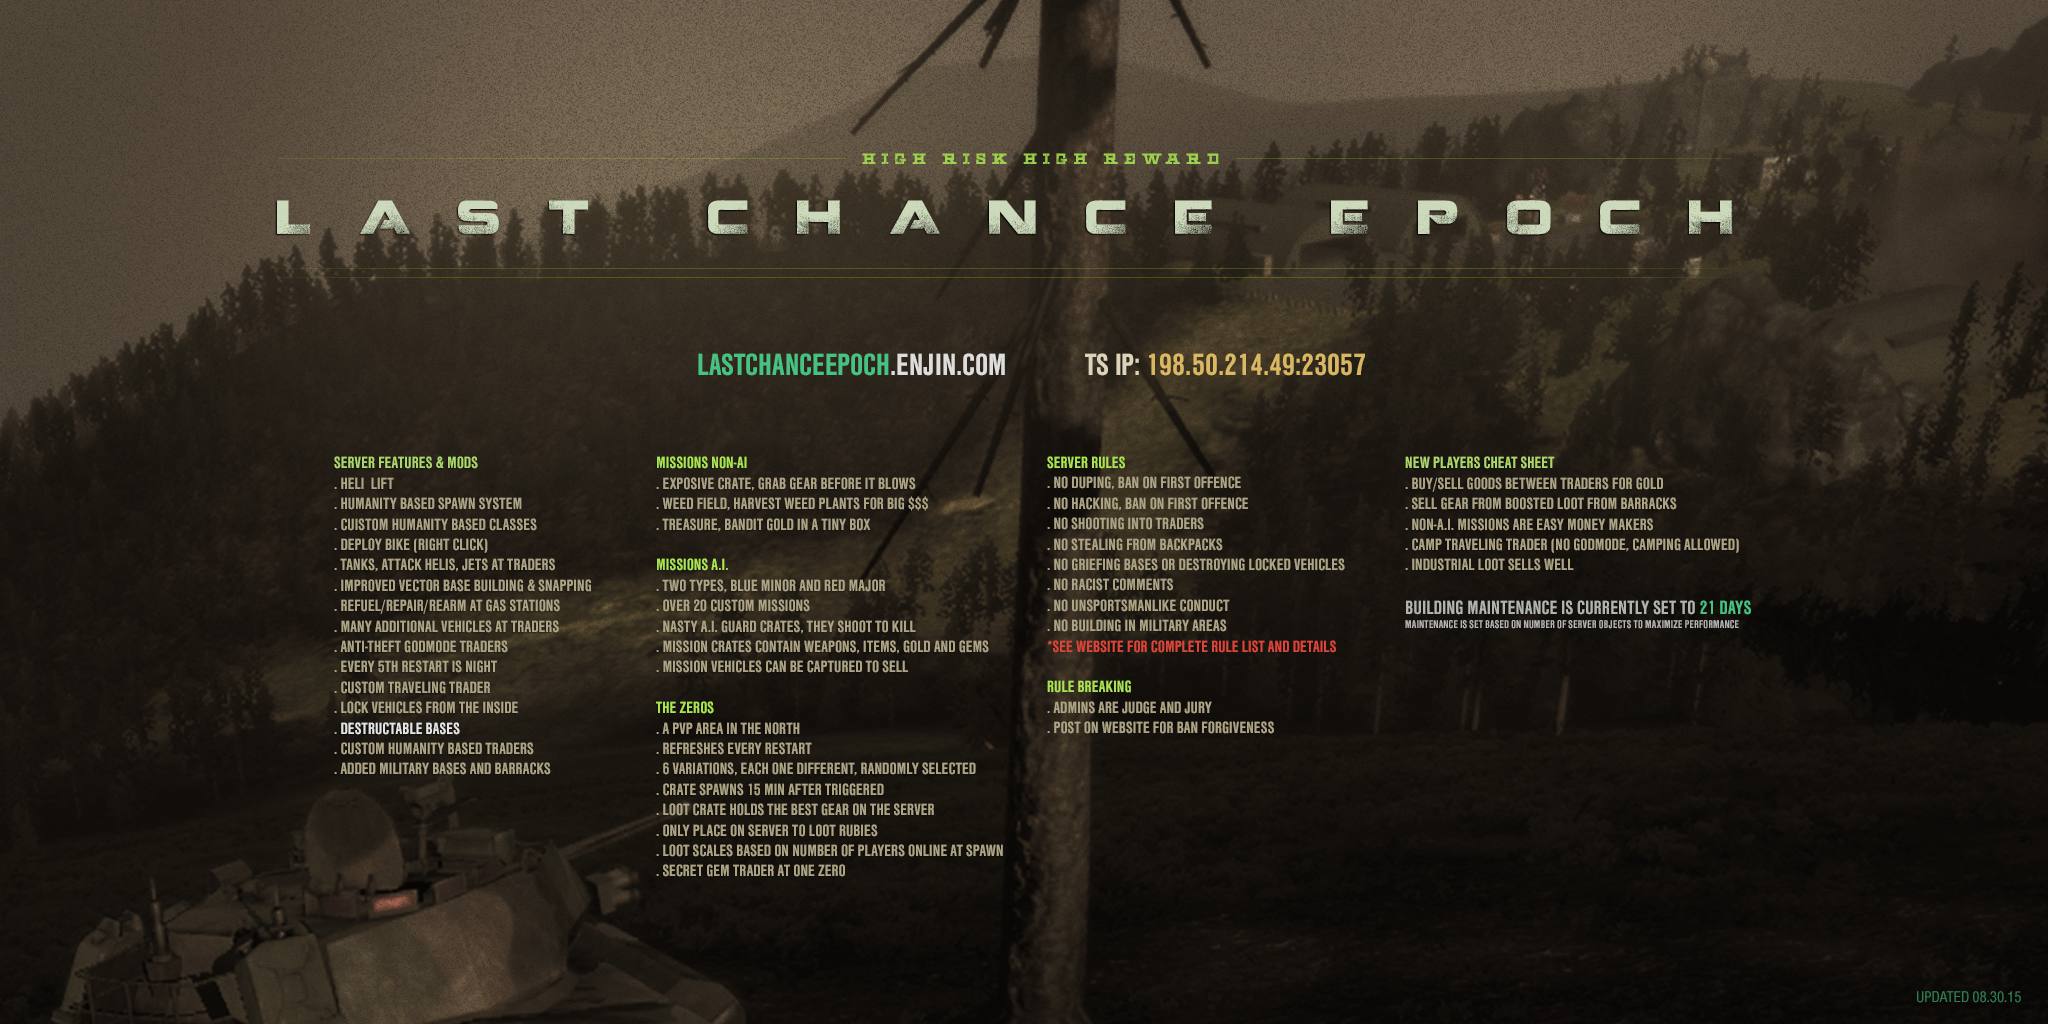 HIGH RISK HIGH REWARD
LAST CHANCE EPOCH
LASTCHANCEEPOCH.ENJIN.COM
TS IP: 198.50.214.49:23057
SERVER FEATURES & MODS
. HELI LIFT
. HUMANITY BASED SPAWN SYSTEM
. CUISTOM HUMANITY BASED CLASSES
. DEPLOY BIKE (RIGHT CLICK)
. TANKS, ATTACK HELIS, JETS AT TRADERS
. IMPROVED VECTOR BASE BUILDING & SNAPPING
. REFUEL/REPAIR/REARM AT GAS STATIONS
. MANY ADDITIONAL VEHICLES AT TRADERS
. ANTI-THEFT GODMODE TRADERS
. EVERY 5TH RESTART IS NIGHT
. CUSTOM TRAVELING TRADER
. LOCK VEHICLES FROM THE INSIDE
. DESTRUCTABLE BASES
. CUSTOM HUMANITY BASED TRADERS
. ADDED MILITARY BASES AND BARRACKS
MISSIONS NON-AI
. EXPOSIVE CRATE, GRAB GEAR BEFORE IT BLOWS
. WEED FIELD, HARVEST WEED PLANTS FOR BIG $$$
. TREASURE, BANDIT GOLD IN A TINY BOX
MISSIONS A.I.
. TWO TYPES, BLUE MINOR AND RED MAJOR
. OVER 20 CUSTOM MISSIONS
. NASTY A.I. GUARD CRATES, THEY SHOOT TO KILL
. MISSION CRATES CONTAIN WEAPONS, ITEMS, GOLD AND GEMS
. MISSION VEHICLES CAN BE CAPTURED TO SELL
THE ZEROS
. A PVP AREA IN THE NORTH
. REFRESHES EVERY RESTART
. 6 VARIATIONS, EACH ONE DIFFERENT, RANDOMLY SELECTED
. CRATE SPAWNS 15 MIN AFTER TRIGGERED
. LOOT CRATE HOLDS THE BEST GEAR ON THE SERVER
. ONLY PLACE ON SERVER TO LOOT RUBIES
. LOOT SCALES BASED ON NUMBER OF PLAYERS ONLINE AT SPAWN
. SECRET GEM TRADER AT ONE ZERO
SERVER RULES
. NO DUPING, BAN ON FIRST OFFENCE
. NO HACKING, BAN ON FIRST OFFENCE
. NO SHOOTING INTO TRADERS
. NO STEALING FROM BACKPACKS
. NO GRIEFING BASES OR DESTROYING LOCKED VEHICLES
. NO RACIST COMMENTS
. NO UNSPORTSMANLIKE CONDUCT
. NO BUILDING IN MILITARY AREAS
*SEE WEBSITE FOR COMPLETE RULE LIST AND DETAILS
RULE BREAKING
. ADMINS ARE JUDGE AND JURY
. POST ON WEBSITE FOR BAN FORGIVENESS
NEW PLAYERS CHEAT SHEET
. BUY/SELL GOODS BETWEEN TRADERS FOR GOLD
. SELL GEAR FROM BOOSTED LOOT FROM BARRACKS
. NON-A.I. MISSIONS ARE EASY MONEY MAKERS
. CAMP TRAVELING TRADER (NO GODMODE, CAMPING ALLOWED)
. INDUSTRIAL LOOT SELLS WELL
BUILDING MAINTENANCE IS CURRENTLY SET TO 21 DAYS
MAINTENANCE IS SET BASED ON NUMBER OF SERVER OBJECTS TO MAXIMIZE PERFORMANCE
UPDATED 08.30.15